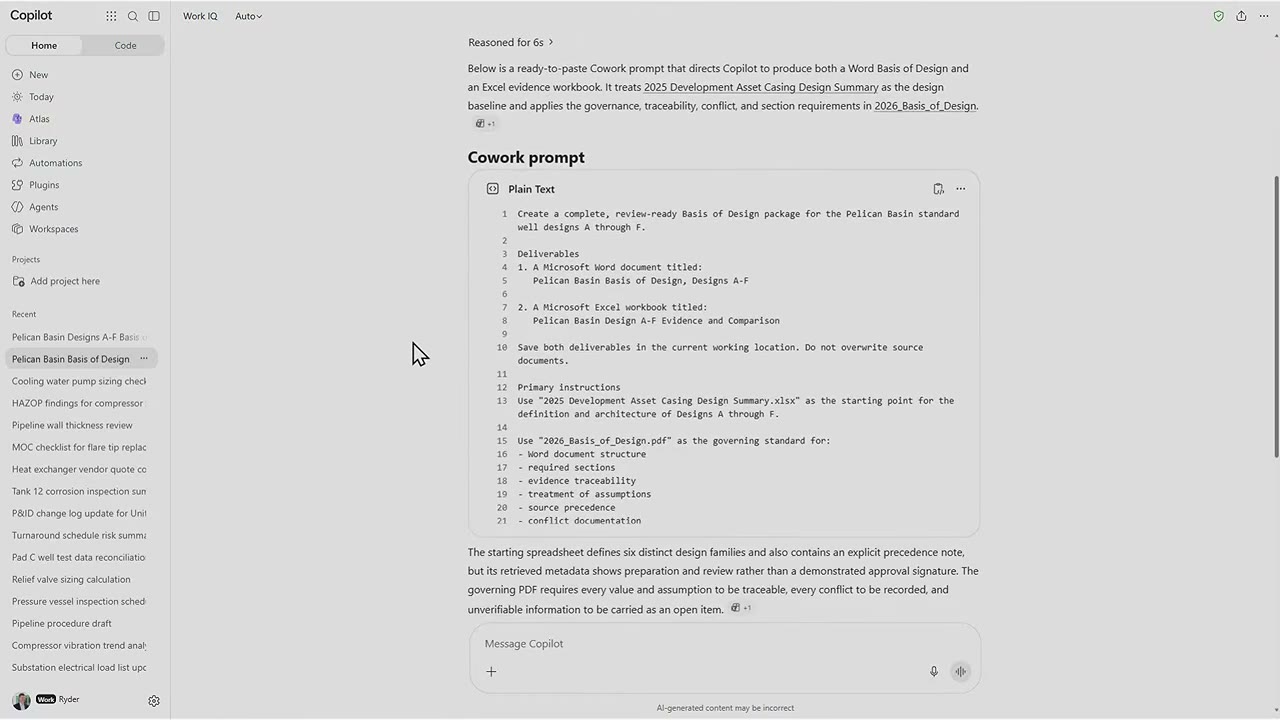 Copilot
Home
Code
New
Today
Atlas
Library
Automations
Plugins
Agents
Workspaces
Projects
Add project here
Recent
Pelican Basin Designs A-F Basis o
Pelican Basin Basis of Design
Cooling water pump sizing check
HAZOP findings for compressor
Pipeline wall thickness review
MOC checklist for flare tip replac
Heat exchanger vendor quote co
Tank 12 corrosion inspection sum
P&ID change log update for Unit
Turnaround schedule risk summa
Pad C well test data reconciliation
Relief valve sizing calculation
Pressure vessel inspection sched
Pipeline procedure draft
Compressor vibration trend analy
Substation electrical load list upd
Work Ryder
Work IQ
Auto
Reasoned for 6s
Below is a ready-to-paste Cowork prompt that directs Copilot to produce both a Word Basis of Design and
an Excel evidence workbook. It treats 2025 Development Asset Casing Design Summary as the design
baseline and applies the governance, traceability, conflict, and section requirements in 2026_Basis_of_Design.
+1
Cowork prompt
Plain Text
1 Create a complete, review-ready Basis of Design package for the Pelican Basin standard
well designs A through F.
2
3 Deliverables
4 1. A Microsoft Word document titled:
5 Pelican Basin Basis of Design, Designs A-F
6
7 2. A Microsoft Excel workbook titled:
8 Pelican Basin Design A-F Evidence and Comparison
9
10 Save both deliverables in the current working location. Do not overwrite source
documents.
11
12 Primary instructions
13 Use "2025 Development Asset Casing Design Summary.xlsx" as the starting point for the
definition and architecture of Designs A through F.
14
15 Use "2026_Basis_of_Design.pdf" as the governing standard for:
16 - Word document structure
17 - required sections
18 - evidence traceability
19 - treatment of assumptions
20 - source precedence
21 - conflict documentation
The starting spreadsheet defines six distinct design families and also contains an explicit precedence note,
but its retrieved metadata shows preparation and review rather than a demonstrated approval signature. The
governing PDF requires every value and assumption to be traceable, every conflict to be recorded, and
unverifiable information to be carried as an open item. +1
Message Copilot
AI-generated content may be incorrect